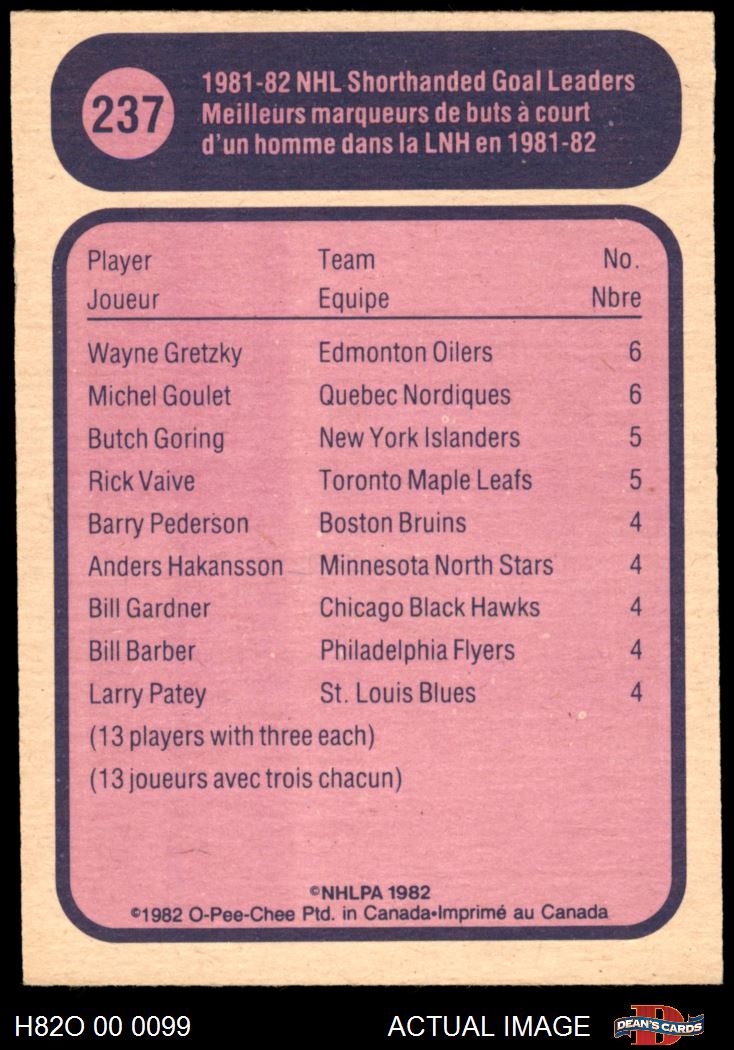 237
1981-82 NHL Shorthanded Goal Leaders
Meilleurs marqueurs de buts à court
d'un homme dans la LNH en 1981-82
Player Team No.
Joueur Equipe Nbre
Wayne Gretzky Edmonton Oilers 6
Michel Goulet Quebec Nordiques 6
Butch Goring New York Islanders 5
Rick Vaive Toronto Maple Leafs 5
Barry Pederson Boston Bruins 4
Anders Hakansson Minnesota North Stars 4
Bill Gardner Chicago Black Hawks 4
Bill Barber Philadelphia Flyers 4
Larry Patey St. Louis Blues 4
(13 players with three each)
(13 joueurs avec trois chacun)
©NHLPA 1982
©1982 O-Pee-Chee Ptd. in Canada•Imprimé au Canada
H82O 00 0099 ACTUAL IMAGE D DEAN'S CARDS